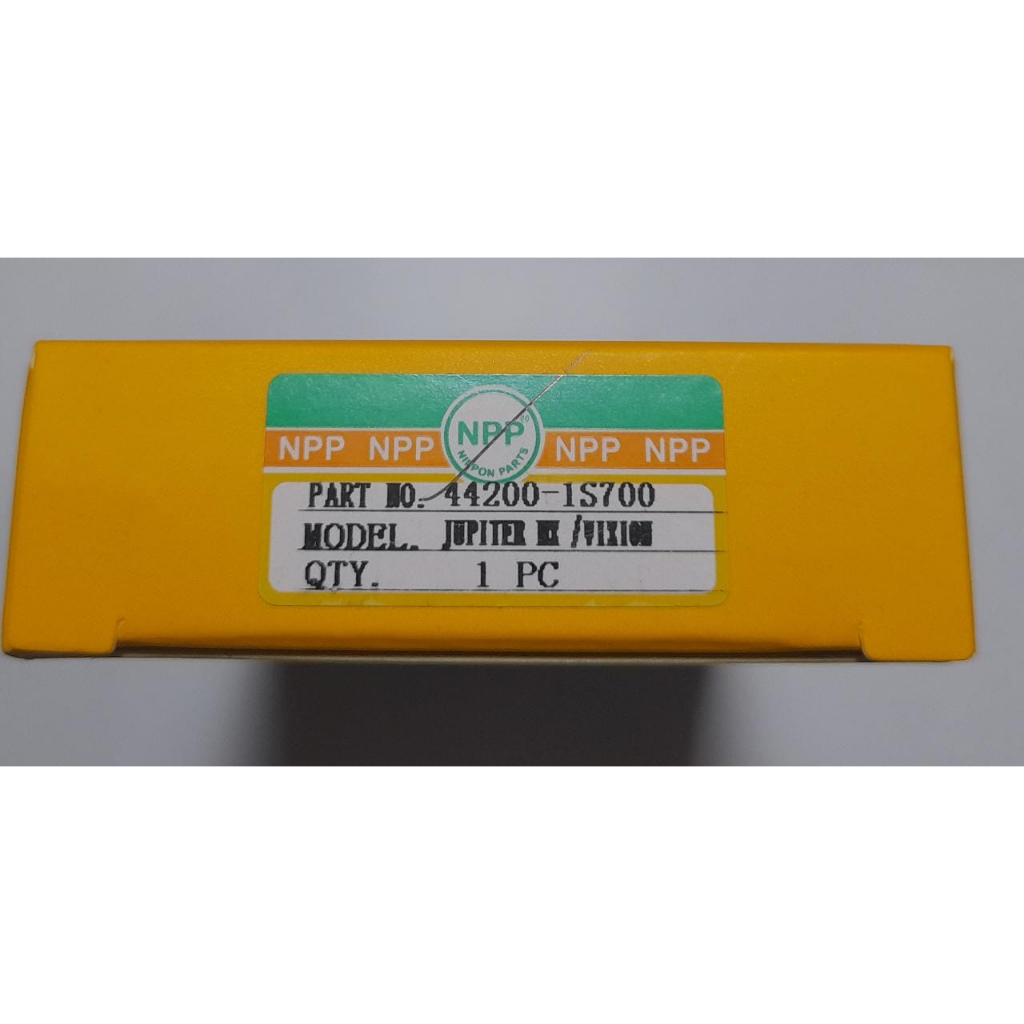 NPP NPP NPP NPP NPP
NIPPON PARTS
PART NO. 44200-1S700
MODEL. JUPITER MX /VIXION
QTY. 1 PC